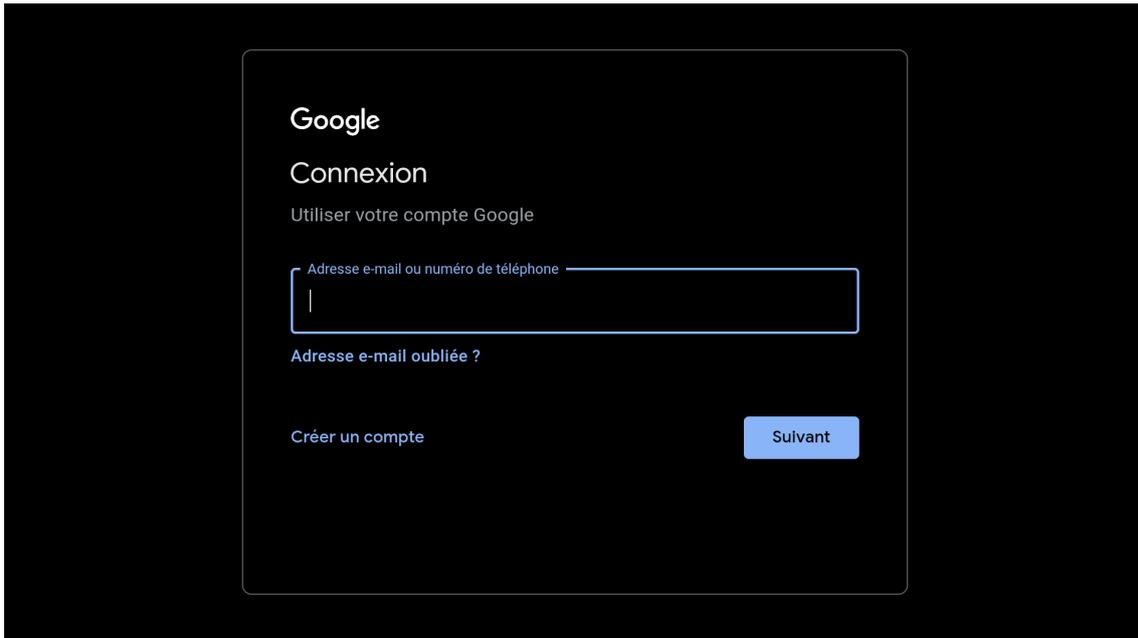 Google
Connexion
Utiliser votre compte Google
Adresse e-mail ou numéro de téléphone
Adresse e-mail oubliée ?
Créer un compte
Suivant